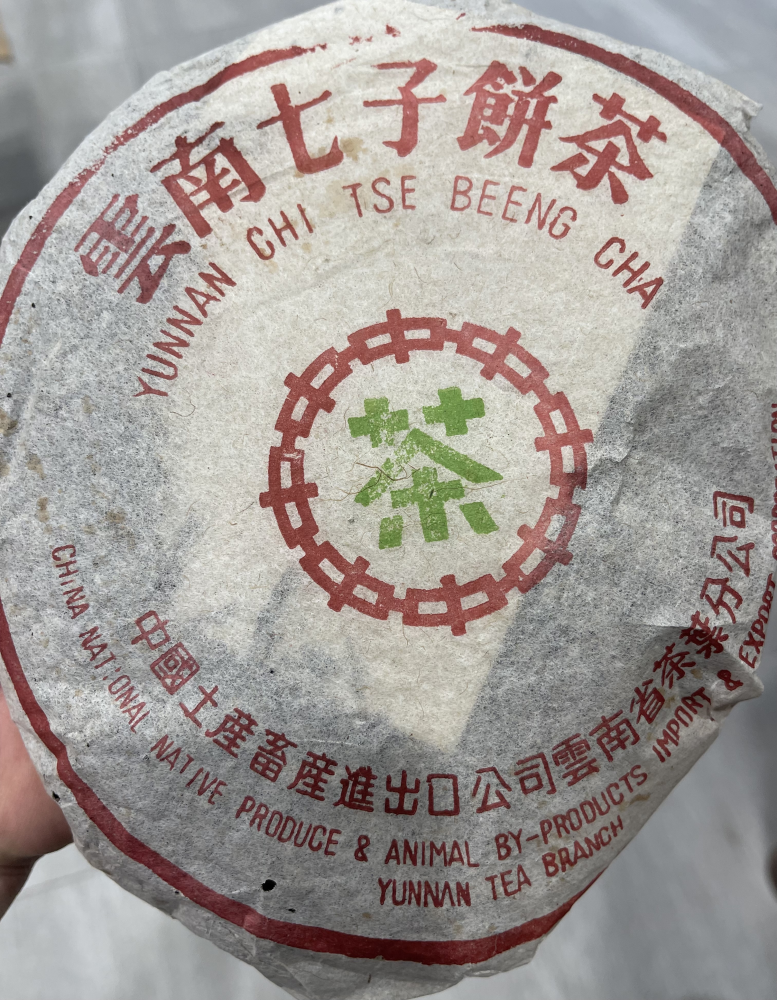 雲南七子餅茶
YUNNAN CHI TSE BEENG CHA
茶
中國土產畜產進出口公司雲南省茶葉分公司
CHINA NATIONAL NATIVE PRODUCE & ANIMAL BY-PRODUCTS IMPORT & EXPORT
YUNNAN TEA BRANCH